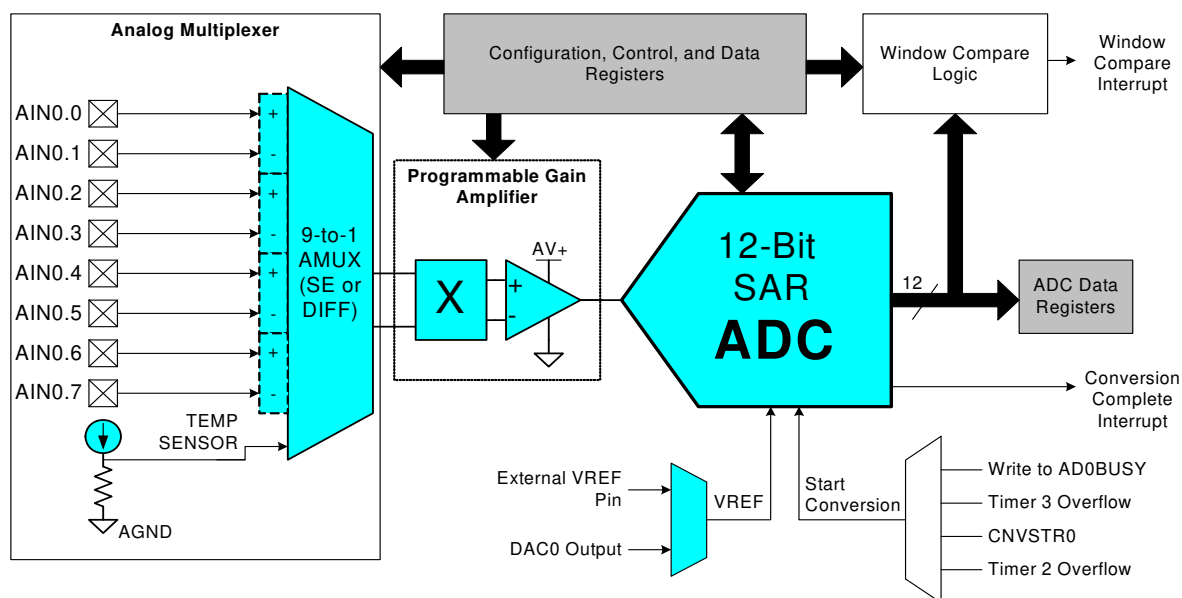 Analog Multiplexer
AIN0.0
AIN0.1
AIN0.2
AIN0.3
AIN0.4
AIN0.5
AIN0.6
AIN0.7
+
-
+
-
+
-
+
-
9-to-1
AMUX
(SE or
DIFF)
TEMP
SENSOR
AGND
Configuration, Control, and Data
Registers
Window Compare
Logic
Window
Compare
Interrupt
Programmable Gain
Amplifier
X
+
-
AV+
12-Bit
SAR
ADC
12
ADC Data
Registers
Conversion
Complete
Interrupt
External VREF
Pin
DAC0 Output
VREF
Start
Conversion
Write to AD0BUSY
Timer 3 Overflow
CNVSTR0
Timer 2 Overflow